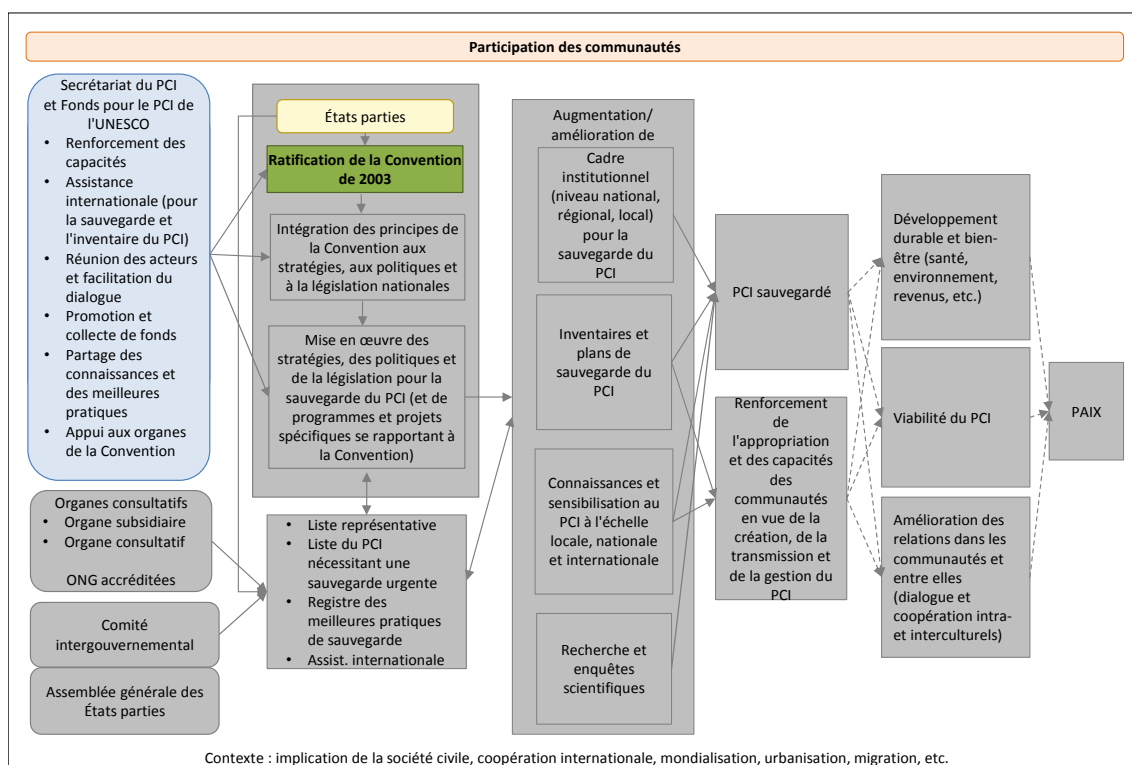 Participation des communautés
Secrétariat du PCI
et Fonds pour le PCI de
l'UNESCO
• Renforcement des
capacités
• Assistance
internationale (pour
la sauvegarde et
l'inventaire du PCI)
• Réunion des acteurs
et facilitation du
dialogue
• Promotion et
collecte de fonds
• Partage des
connaissances et
des meilleures
pratiques
• Appui aux organes
de la Convention
Organes consultatifs
• Organe subsidiaire
• Organe consultatif
ONG accréditées
Comité
intergouvernemental
Assemblée générale des
États parties
États parties
Ratification de la Convention
de 2003
Intégration des principes de
la Convention aux
stratégies, aux politiques et
à la législation nationales
Mise en œuvre des
stratégies, des politiques et
de la législation pour la
sauvegarde du PCI (et de
programmes et projets
spécifiques se rapportant à
la Convention)
• Liste représentative
• Liste du PCI
nécessitant une
sauvegarde urgente
• Registre des
meilleures pratiques
de sauvegarde
• Assist. internationale
Augmentation/
amélioration de
Cadre
institutionnel
(niveau national,
régional, local)
pour la
sauvegarde du
PCI
Inventaires et
plans de
sauvegarde du
PCI
Connaissances et
sensibilisation au
PCI à l'échelle
locale, nationale
et internationale
Recherche et
enquêtes
scientifiques
PCI sauvegardé
Renforcement
de
l'appropriation
et des capacités
des
communautés
en vue de la
création, de la
transmission et
de la gestion du
PCI
Développement
durable et bien-
être (santé,
environnement,
revenus, etc.)
Viabilité du PCI
Amélioration des
relations dans les
communautés et
entre elles
(dialogue et
coopération intra-
et interculturels)
PAIX
Contexte : implication de la société civile, coopération internationale, mondialisation, urbanisation, migration, etc.